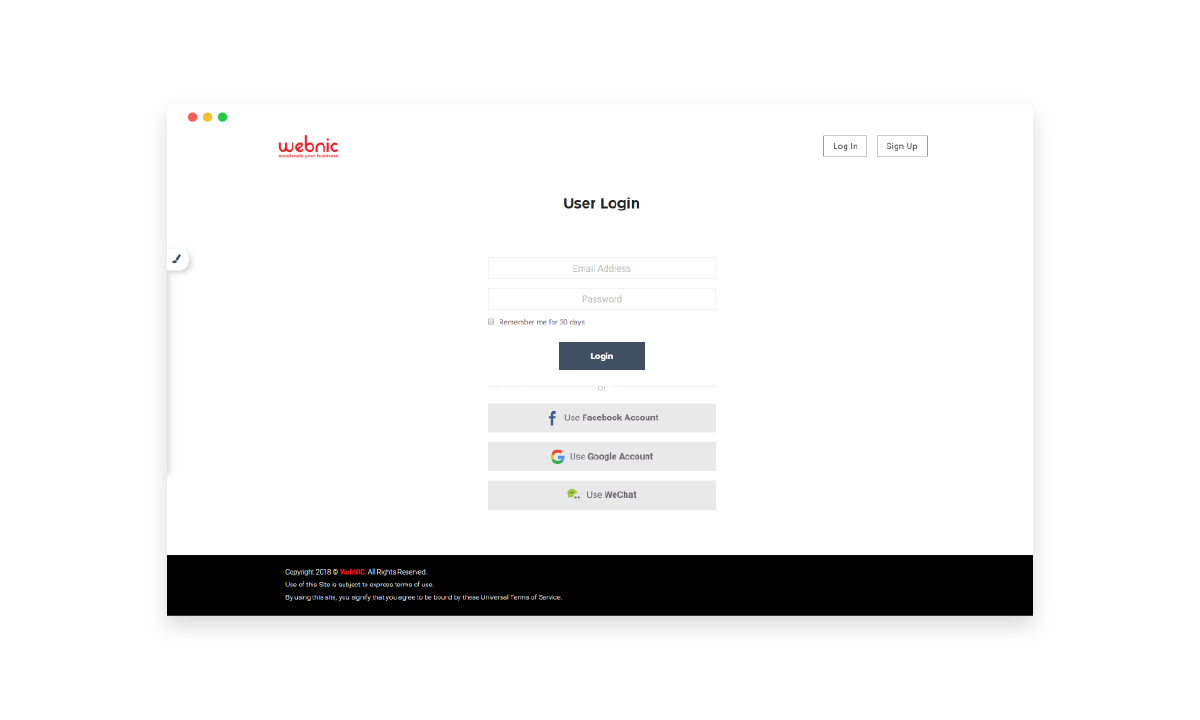 webnic
accelerate your business
Log In
Sign Up
User Login
Email Address
Password
Remember me for 30 days
Login
Or
Use Facebook Account
Use Google Account
Use WeChat
Copyright 2018 © WebNIC. All Rights Reserved.
Use of this Site is subject to express terms of use.
By using this site, you signify that you agree to be bound by these Universal Terms of Service.